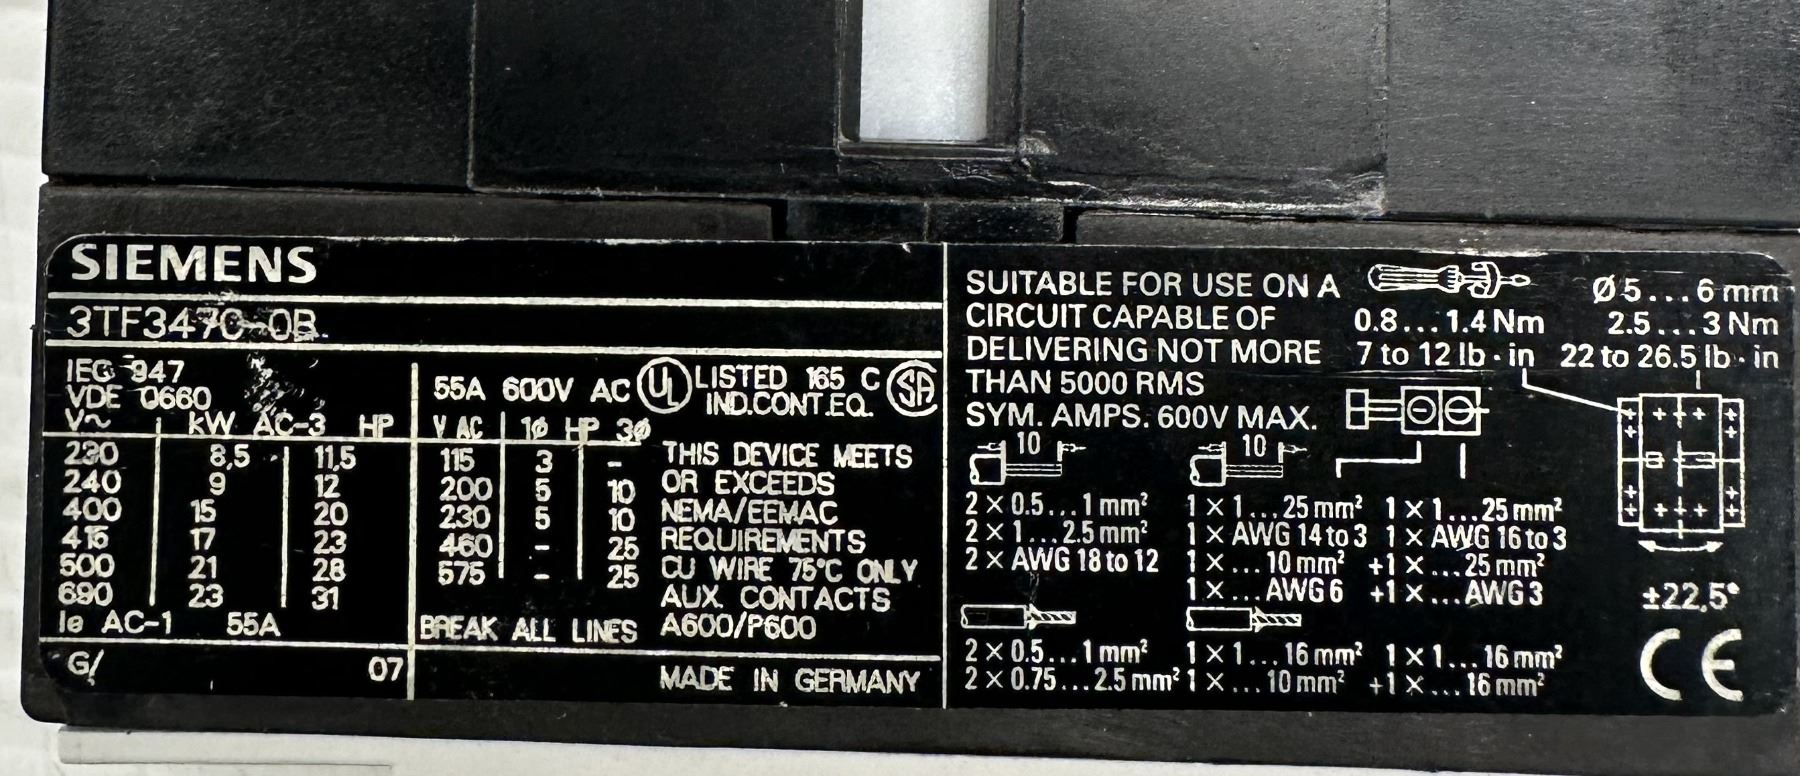 SIEMENS
3TF3470-0B
IEC 947
VDE 0660
V~ kW AC-3 HP
230 8,5 11,5
240 9 12
400 15 20
415 17 23
500 21 28
690 23 31
Ie AC-1 55A
G/ 07
55A 600V AC UL LISTED 165 C SA
IND.CONT.EQ.
V AC 1ø HP 3ø
115 3 -
200 5 10
230 5 10
460 - 25
575 - 25
BREAK ALL LINES
THIS DEVICE MEETS
OR EXCEEDS
NEMA/EEMAC
REQUIREMENTS
CU WIRE 75°C ONLY
AUX. CONTACTS
A600/P600
MADE IN GERMANY
SUITABLE FOR USE ON A
CIRCUIT CAPABLE OF
DELIVERING NOT MORE
THAN 5000 RMS
SYM. AMPS. 600V MAX.
Ø 5...6 mm
0.8...1.4 Nm 2.5...3 Nm
7 to 12 lb·in 22 to 26.5 lb·in
10 10
2 × 0.5...1 mm² 1 × 1...25 mm² 1 × 1...25 mm²
2 × 1...2.5 mm² 1 × AWG 14 to 3 1 × AWG 16 to 3
2 × AWG 18 to 12 1 × ...10 mm² +1 × ...25 mm²
1 × ...AWG 6 +1 × ...AWG 3
2 × 0.5...1 mm² 1 × 1...16 mm² 1 × 1...16 mm²
2 × 0.75...2.5 mm² 1 × ...10 mm² +1 × ...16 mm²
±22,5°
CE